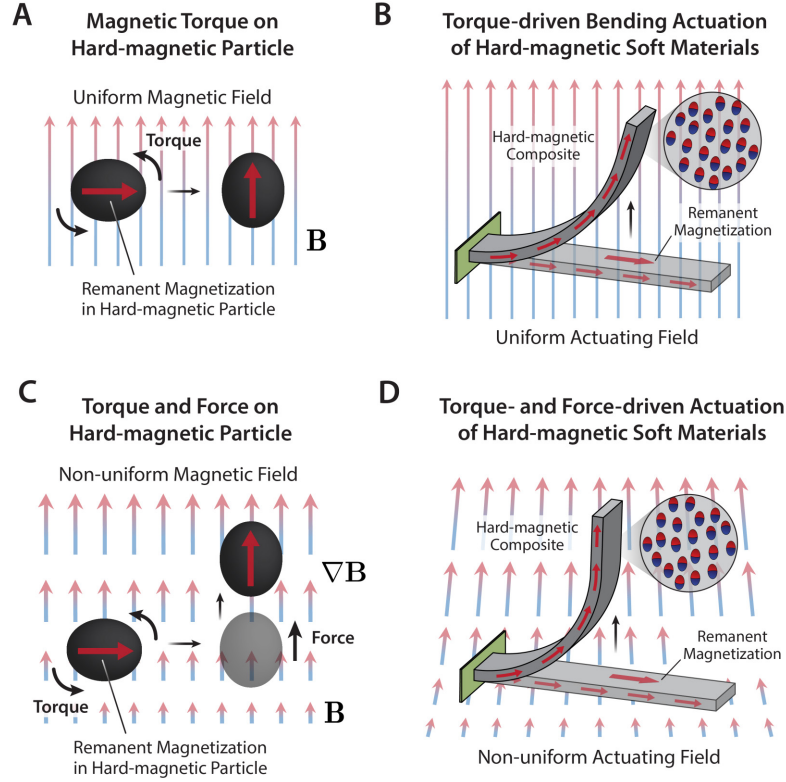 A
Magnetic Torque on
Hard-magnetic Particle
Uniform Magnetic Field
Torque
B
Remanent Magnetization
in Hard-magnetic Particle
B
Torque-driven Bending Actuation
of Hard-magnetic Soft Materials
Hard-magnetic
Composite
Remanent
Magnetization
Uniform Actuating Field
C
Torque and Force on
Hard-magnetic Particle
Non-uniform Magnetic Field
∇B
Force
Torque
B
Remanent Magnetization
in Hard-magnetic Particle
D
Torque- and Force-driven Actuation
of Hard-magnetic Soft Materials
Hard-magnetic
Composite
Remanent
Magnetization
Non-uniform Actuating Field